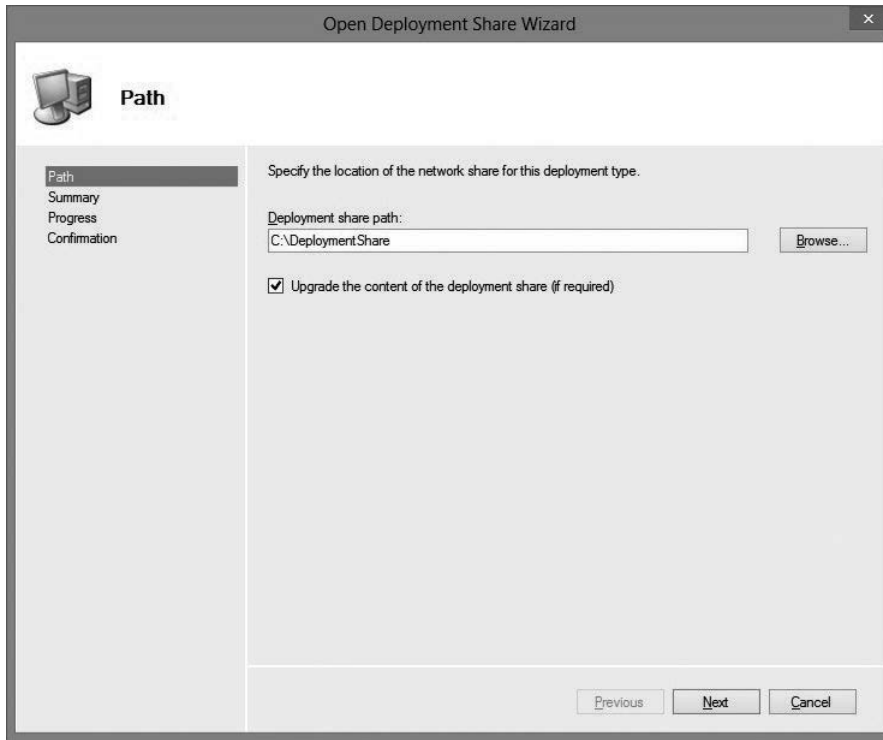 Open Deployment Share Wizard
Path
Path
Summary
Progress
Confirmation
Specify the location of the network share for this deployment type.
Deployment share path:
C:\DeploymentShare
Browse...
Upgrade the content of the deployment share (if required)
Previous
Next
Cancel